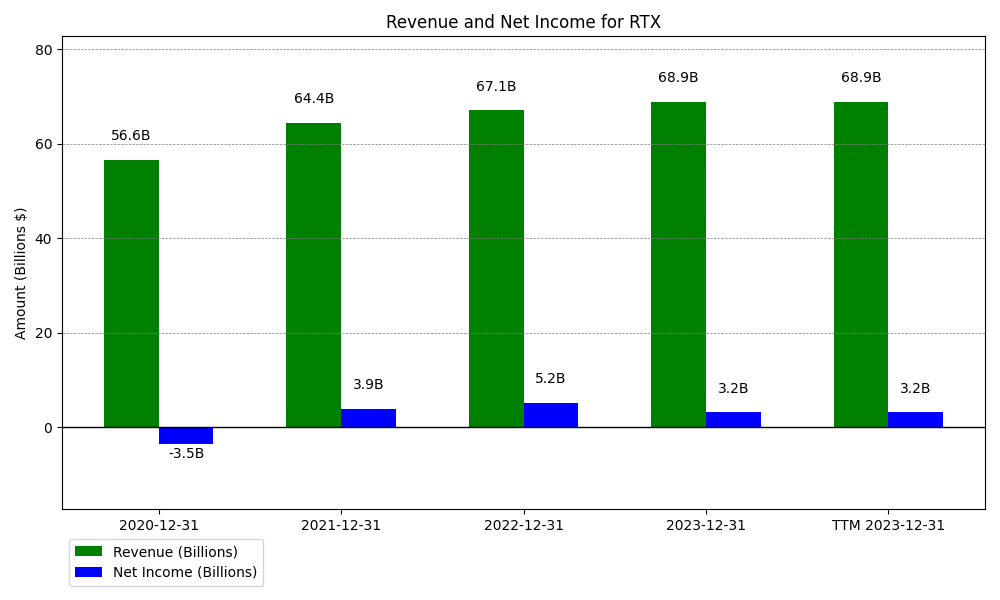 Revenue and Net Income for RTX
Amount (Billions $)
80
60
40
20
0
56.6B
64.4B
67.1B
68.9B
68.9B
-3.5B
3.9B
5.2B
3.2B
3.2B
2020-12-31
2021-12-31
2022-12-31
2023-12-31
TTM 2023-12-31
Revenue (Billions)
Net Income (Billions)